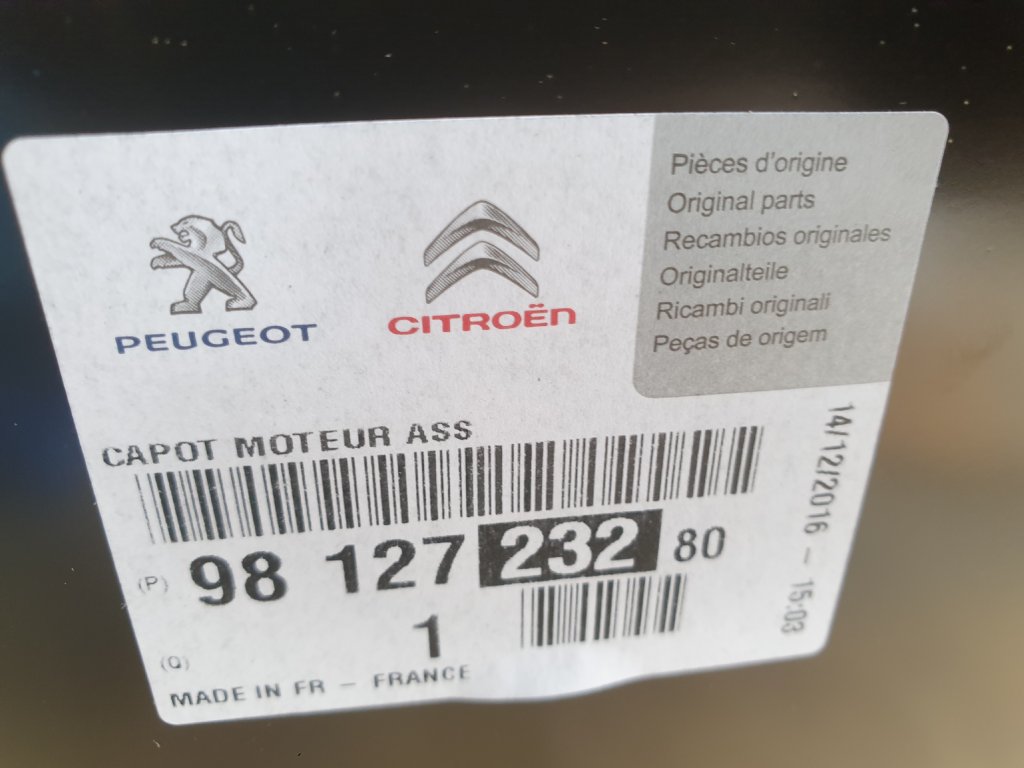 PEUGEOT
CITROËN
Pièces d'origine
Original parts
Recambios originales
Originalteile
Ricambi originali
Peças de origem
CAPOT MOTEUR ASS
(P) 98 127 232 80
(Q) 1
MADE IN FR - FRANCE
14/12/2016 - 15:03